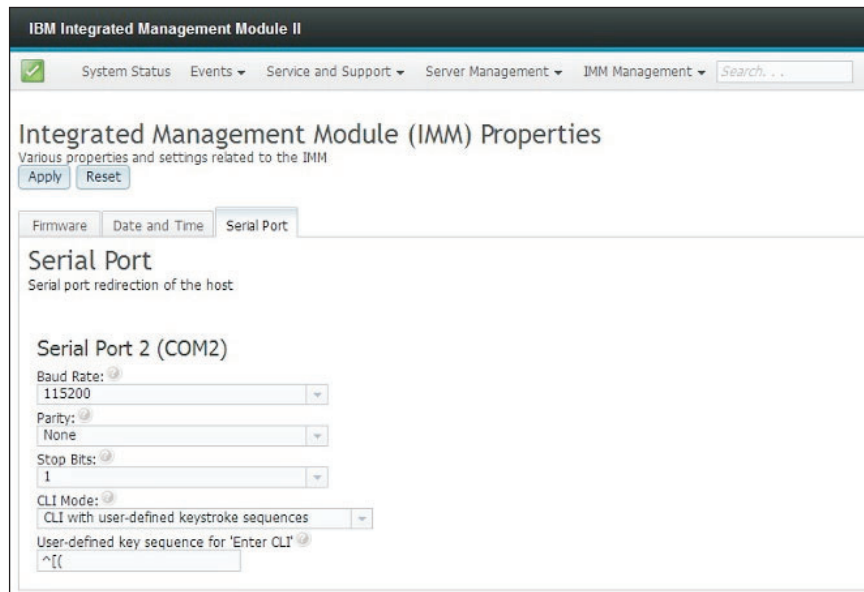 IBM Integrated Management Module II
System Status Events Service and Support Server Management IMM Management Search. . .
Integrated Management Module (IMM) Properties
Various properties and settings related to the IMM
Apply Reset
Firmware Date and Time Serial Port
Serial Port
Serial port redirection of the host
Serial Port 2 (COM2)
Baud Rate:
115200
Parity:
None
Stop Bits:
1
CLI Mode:
CLI with user-defined keystroke sequences
User-defined key sequence for 'Enter CLI'
^[(